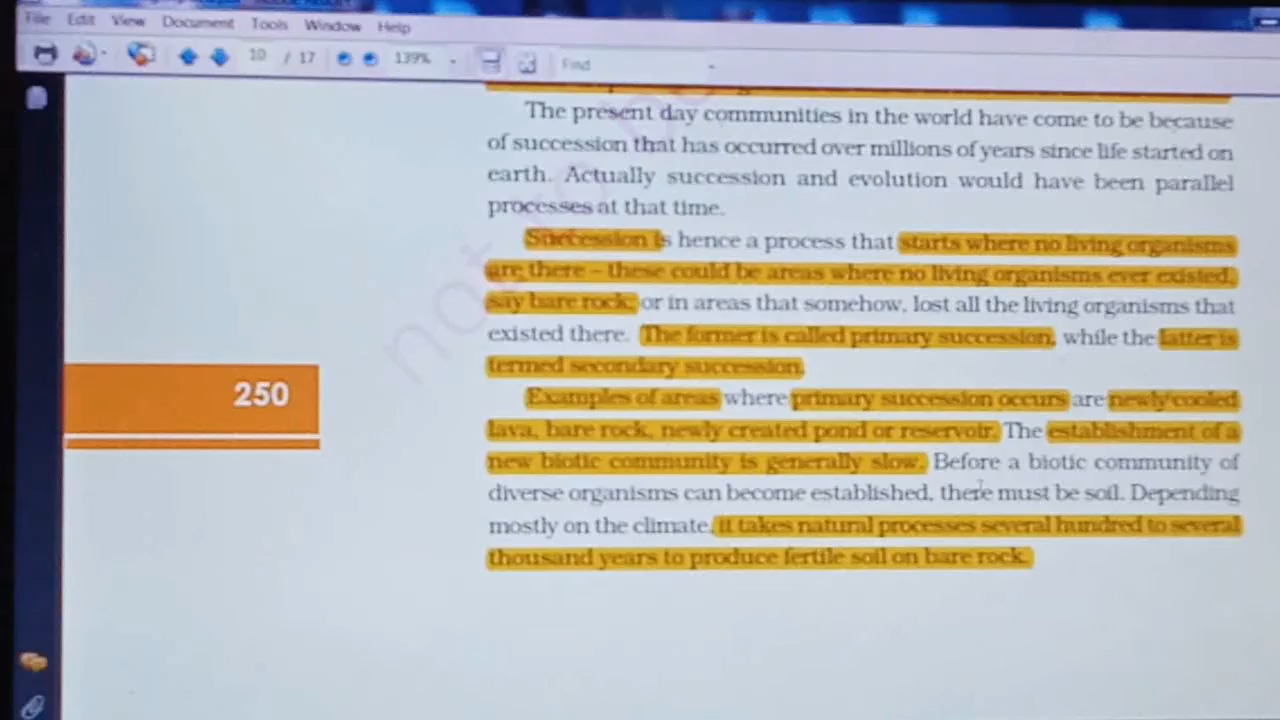 File Edit View Document Tools Window Help
10 / 17 139% Find
The present day communities in the world have come to be because
of succession that has occurred over millions of years since life started on
earth. Actually succession and evolution would have been parallel
processes at that time.
Succession is hence a process that starts where no living organisms
are there – these could be areas where no living organisms ever existed,
say bare rock; or in areas that somehow, lost all the living organisms that
existed there. The former is called primary succession, while the latter is
termed secondary succession.
Examples of areas where primary succession occurs are newly cooled
lava, bare rock, newly created pond or reservoir. The establishment of a
new biotic community is generally slow. Before a biotic community of
diverse organisms can become established, there must be soil. Depending
mostly on the climate, it takes natural processes several hundred to several
thousand years to produce fertile soil on bare rock.
250
not to be